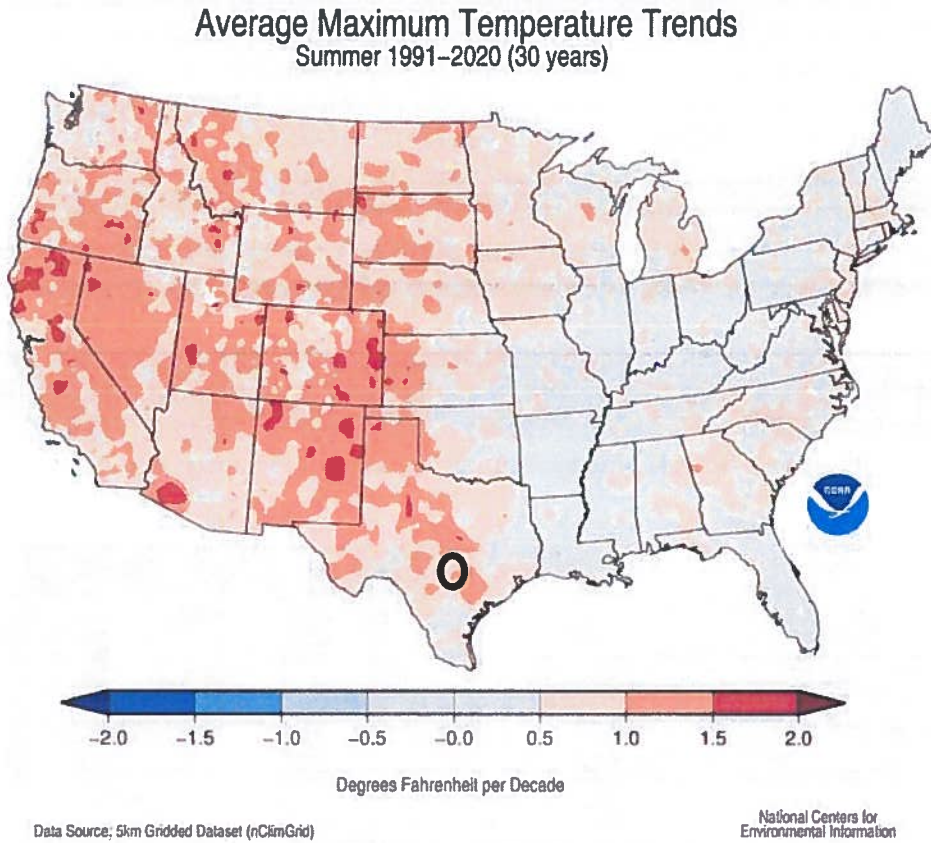 Average Maximum Temperature Trends
Summer 1991–2020 (30 years)
NOAA
−2.0 −1.5 −1.0 −0.5 −0.0 0.5 1.0 1.5 2.0
Degrees Fahrenheit per Decade
Data Source: 5km Gridded Dataset (nClimGrid)
National Centers for
Environmental Information